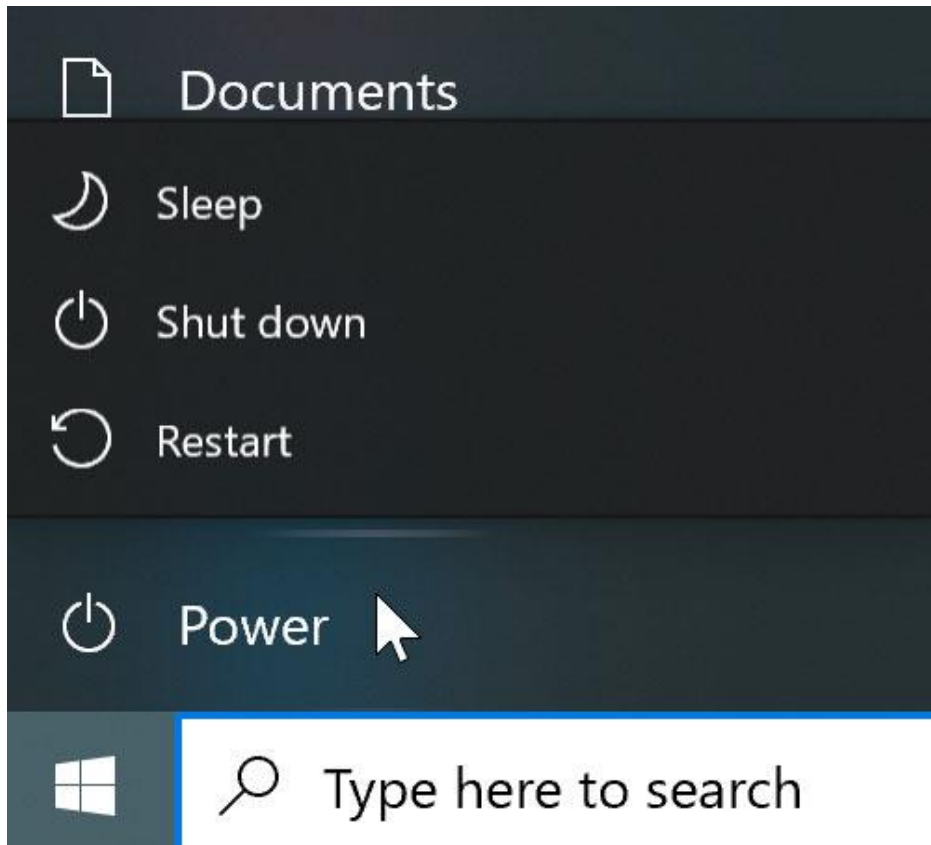 Documents
Sleep
Shut down
Restart
Power
Type here to search